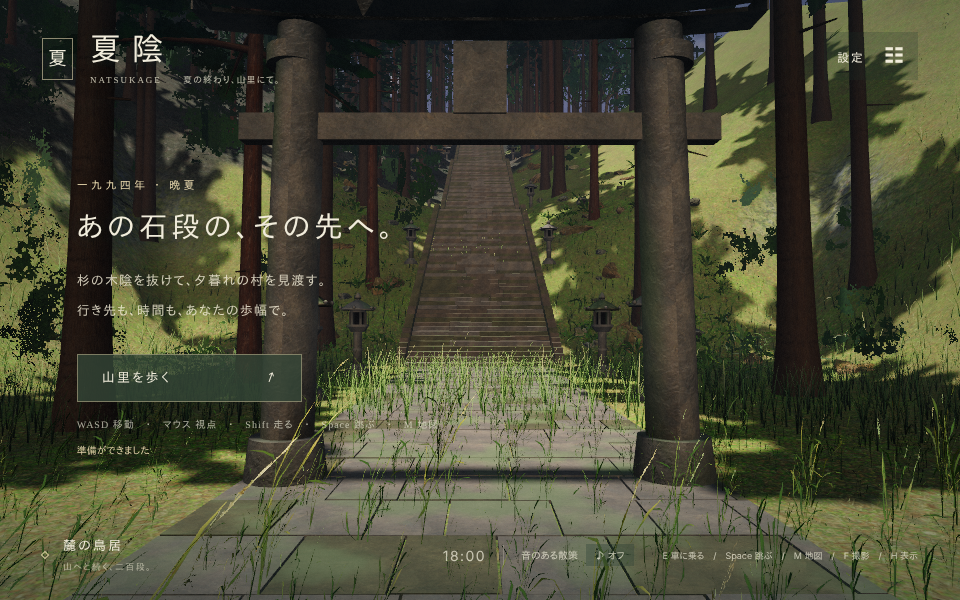 夏
夏陰
NATSUKAGE 夏の終わり、山里にて。
設定
一九九四年 · 晩夏
あの石段の、その先へ。
杉の木陰を抜けて、夕暮れの村を見渡す。
行き先も、時間も、あなたの歩幅で。
山里を歩く ↗
WASD 移動 · マウス 視点 · Shift 走る · Space 跳ぶ · M 地図
準備ができました
麓の鳥居
山へと続く、二百段。
18:00
音のある散策 ♪ オフ
E 車に乗る / Space 跳ぶ / M 地図 / F 撮影 / H 表示